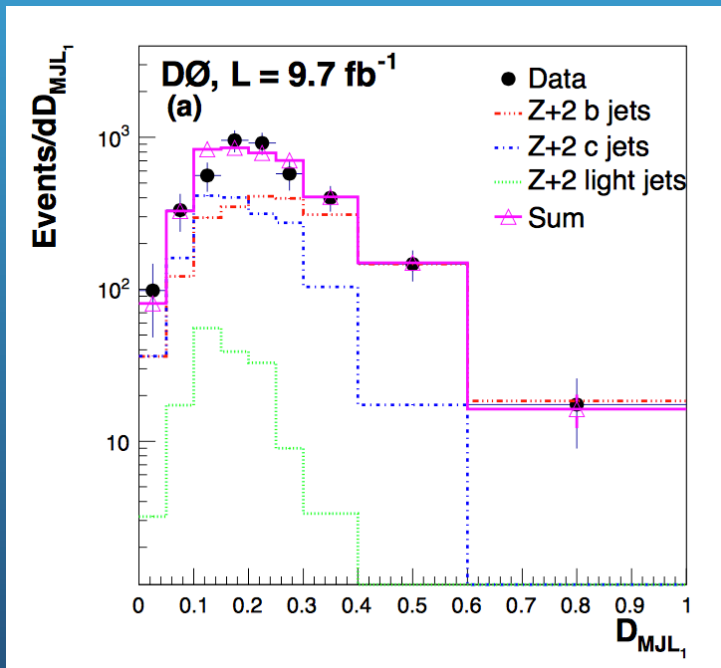 DØ, L = 9.7 fb⁻¹
(a)
Data
Z+2 b jets
Z+2 c jets
Z+2 light jets
Sum
Events/dD_MJL₁
10³
10²
10
0 0.1 0.2 0.3 0.4 0.5 0.6 0.7 0.8 0.9 1
D_MJL₁